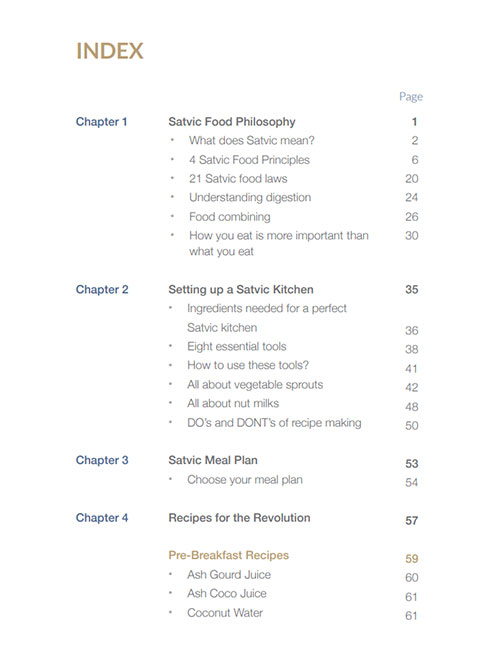 INDEX
Page
Chapter 1 Satvic Food Philosophy 1
• What does Satvic mean? 2
• 4 Satvic Food Principles 6
• 21 Satvic food laws 20
• Understanding digestion 24
• Food combining 26
• How you eat is more important than 30
what you eat
Chapter 2 Setting up a Satvic Kitchen 35
• Ingredients needed for a perfect
Satvic kitchen 36
• Eight essential tools 38
• How to use these tools? 41
• All about vegetable sprouts 42
• All about nut milks 48
• DO's and DONT's of recipe making 50
Chapter 3 Satvic Meal Plan 53
• Choose your meal plan 54
Chapter 4 Recipes for the Revolution 57
Pre-Breakfast Recipes 59
• Ash Gourd Juice 60
• Ash Coco Juice 61
• Coconut Water 61